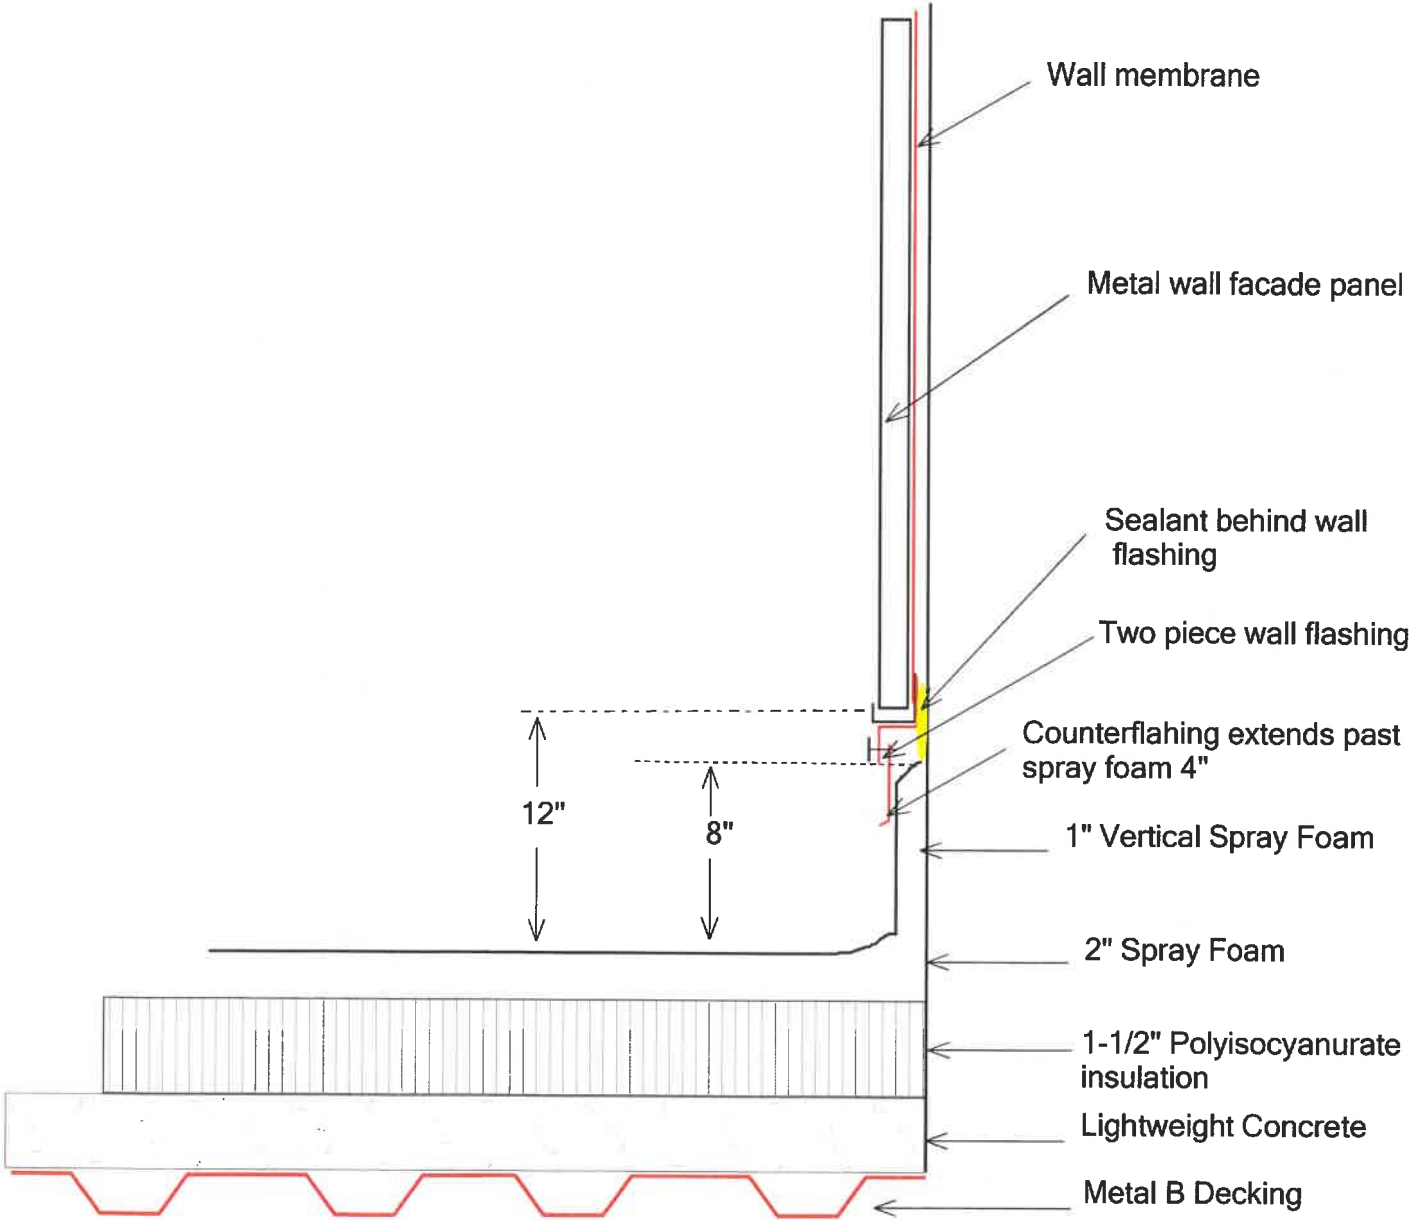 Wall membrane
Metal wall facade panel
Sealant behind wall
flashing
Two piece wall flashing
Counterflahing extends past
spray foam 4"
12"
8"
1" Vertical Spray Foam
2" Spray Foam
1-1/2" Polyisocyanurate
insulation
Lightweight Concrete
Metal B Decking